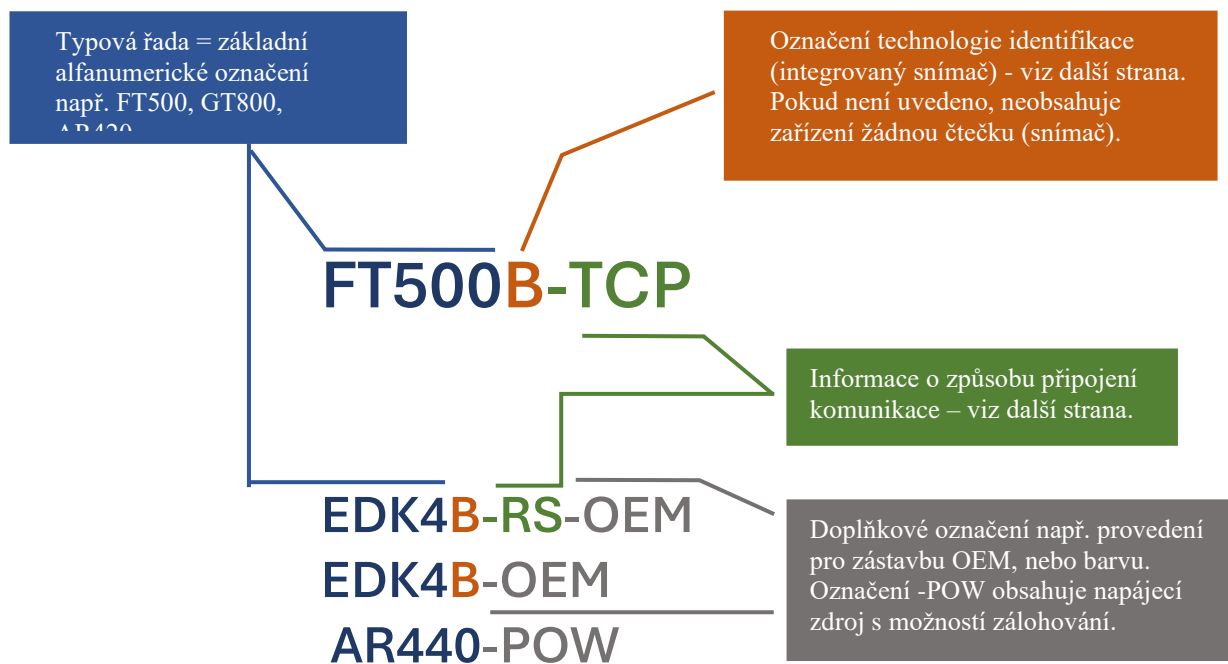 Typová řada = základní
alfanumerické označení
např. FT500, GT800,
Označení technologie identifikace
(integrovaný snímač) - viz další strana.
Pokud není uvedeno, neobsahuje
zařízení žádnou čtečku (snímač).
FT500B-TCP
Informace o způsobu připojení
komunikace – viz další strana.
EDK4B-RS-OEM
EDK4B-OEM
AR440-POW
Doplňkové označení např. provedení
pro zástavbu OEM, nebo barvu.
Označení -POW obsahuje napájecí
zdroj s možností zálohování.